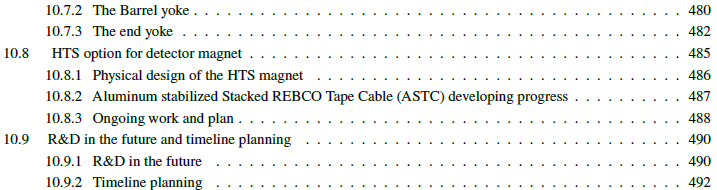 10.7.2 The Barrel yoke . . . . . . . . . . . . . . . . . . . . . . . . . . . . . . . . . . . . . . . . . . 480
10.7.3 The end yoke . . . . . . . . . . . . . . . . . . . . . . . . . . . . . . . . . . . . . . . . . . . 482
10.8 HTS option for detector magnet . . . . . . . . . . . . . . . . . . . . . . . . . . . . . . . . . . . . . 485
10.8.1 Physical design of the HTS magnet . . . . . . . . . . . . . . . . . . . . . . . . . . . . . . . 486
10.8.2 Aluminum stabilized Stacked REBCO Tape Cable (ASTC) developing progress . . . . . . . . . 487
10.8.3 Ongoing work and plan . . . . . . . . . . . . . . . . . . . . . . . . . . . . . . . . . . . . . . 488
10.9 R&D in the future and timeline planning . . . . . . . . . . . . . . . . . . . . . . . . . . . . . . . . . 490
10.9.1 R&D in the future . . . . . . . . . . . . . . . . . . . . . . . . . . . . . . . . . . . . . . . . 490
10.9.2 Timeline planning . . . . . . . . . . . . . . . . . . . . . . . . . . . . . . . . . . . . . . . . 492